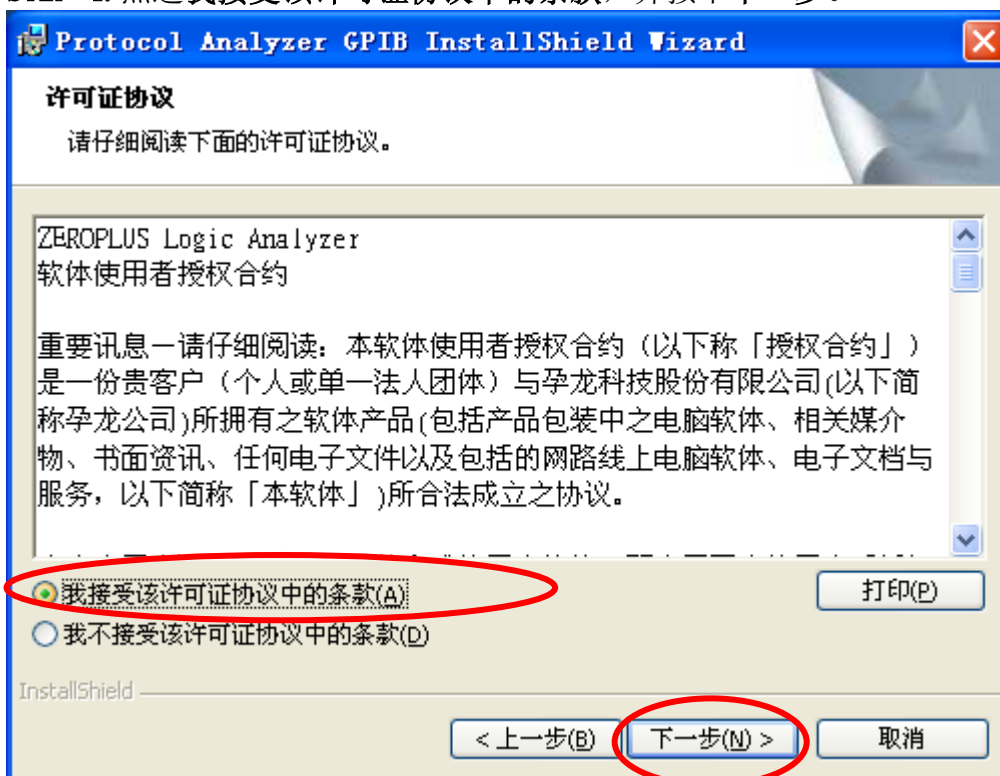 Protocol Analyzer GPIB InstallShield Wizard
许可证协议
请仔细阅读下面的许可证协议。
ZEROPLUS Logic Analyzer
软体使用者授权合约
重要讯息－请仔细阅读：本软体使用者授权合约（以下称「授权合约」）
是一份贵客户（个人或单一法人团体）与孕龙科技股份有限公司(以下简
称孕龙公司)所拥有之软体产品(包括产品包装中之电脑软体、相关媒介
物、书面资讯、任何电子文件以及包括的网路线上电脑软体、电子文档与
服务，以下简称「本软体」)所合法成立之协议。
我接受该许可证协议中的条款(A)
打印(P)
我不接受该许可证协议中的条款(D)
InstallShield
< 上一步(B)
下一步(N) >
取消